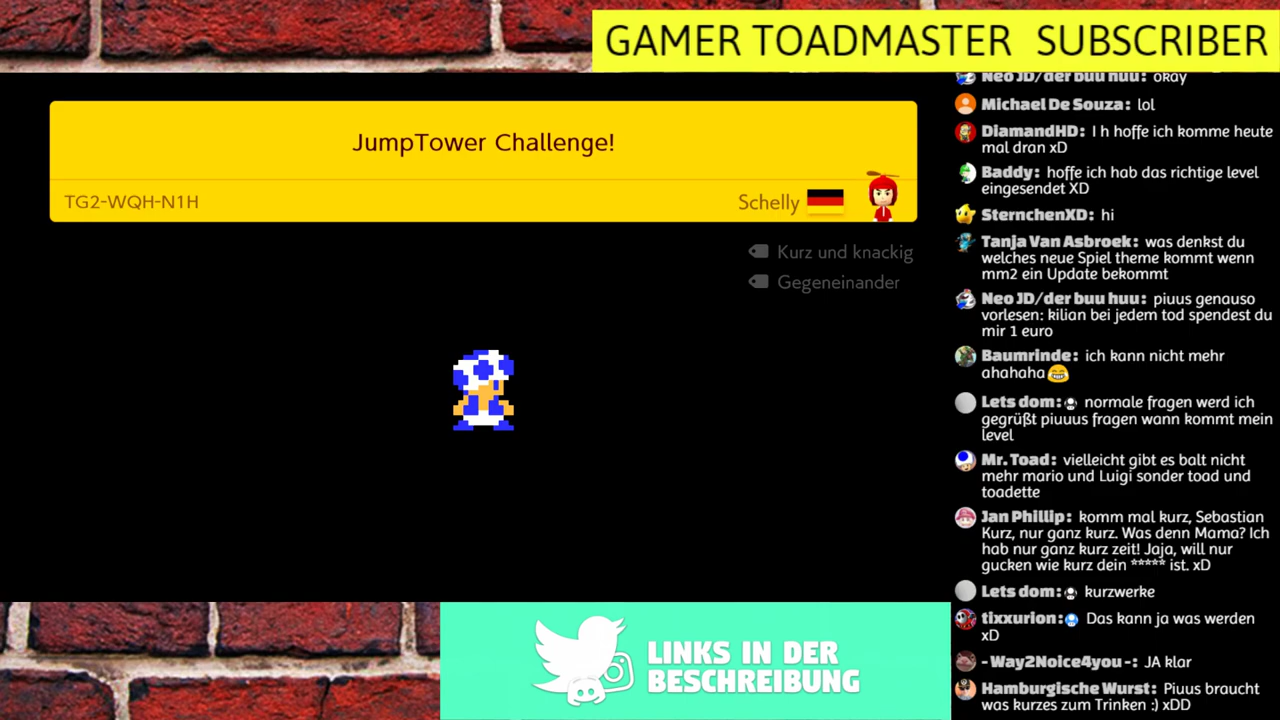 GAMER TOADMASTER SUBSCRIBER
JumpTower Challenge!
TG2-WQH-N1H
Schelly
Kurz und knackig
Gegeneinander
LINKS IN DER
BESCHREIBUNG
Neo JD/der buu huu: okay
Michael De Souza: lol
DiamandHD: I h hoffe ich komme heute
mal dran xD
Baddy: hoffe ich hab das richtige level
eingesendet XD
SternchenXD: hi
Tanja Van Asbroek: was denkst du
welches neue Spiel theme kommt wenn
mm2 ein Update bekommt
Neo JD/der buu huu: piuus genauso
vorlesen: kilian bei jedem tod spendest du
mir 1 euro
Baumrinde: ich kann nicht mehr
ahahaha😂
Lets dom: normale fragen werd ich
gegrüßt piuuus fragen wann kommt mein
level
Mr. Toad: vielleicht gibt es balt nicht
mehr mario und Luigi sonder toad und
toadette
Jan Phillip: komm mal kurz, Sebastian
Kurz, nur ganz kurz. Was denn Mama? Ich
hab nur ganz kurz zeit! Jaja, will nur
gucken wie kurz dein ***** ist. xD
Lets dom: kurzwerke
tixxurion: Das kann ja was werden
xD
-Way2Noice4you-: JA klar
Hamburgische Wurst: Piuus braucht
was kurzes zum Trinken :) xDD